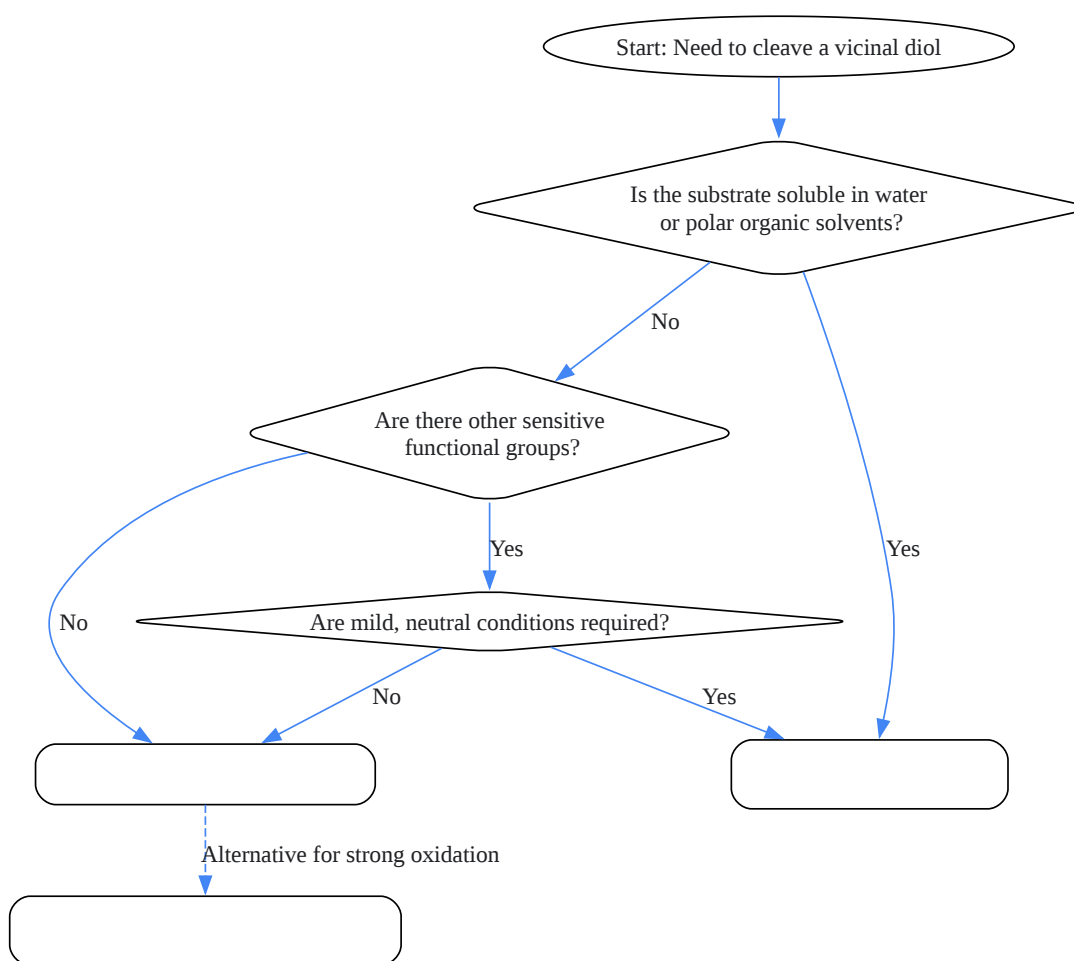 Start: Need to cleave a vicinal diol
Is the substrate soluble in water
or polar organic solvents?
No
Are there other sensitive
functional groups?
Yes
Yes
No
Are mild, neutral conditions required?
No
Yes
Alternative for strong oxidation